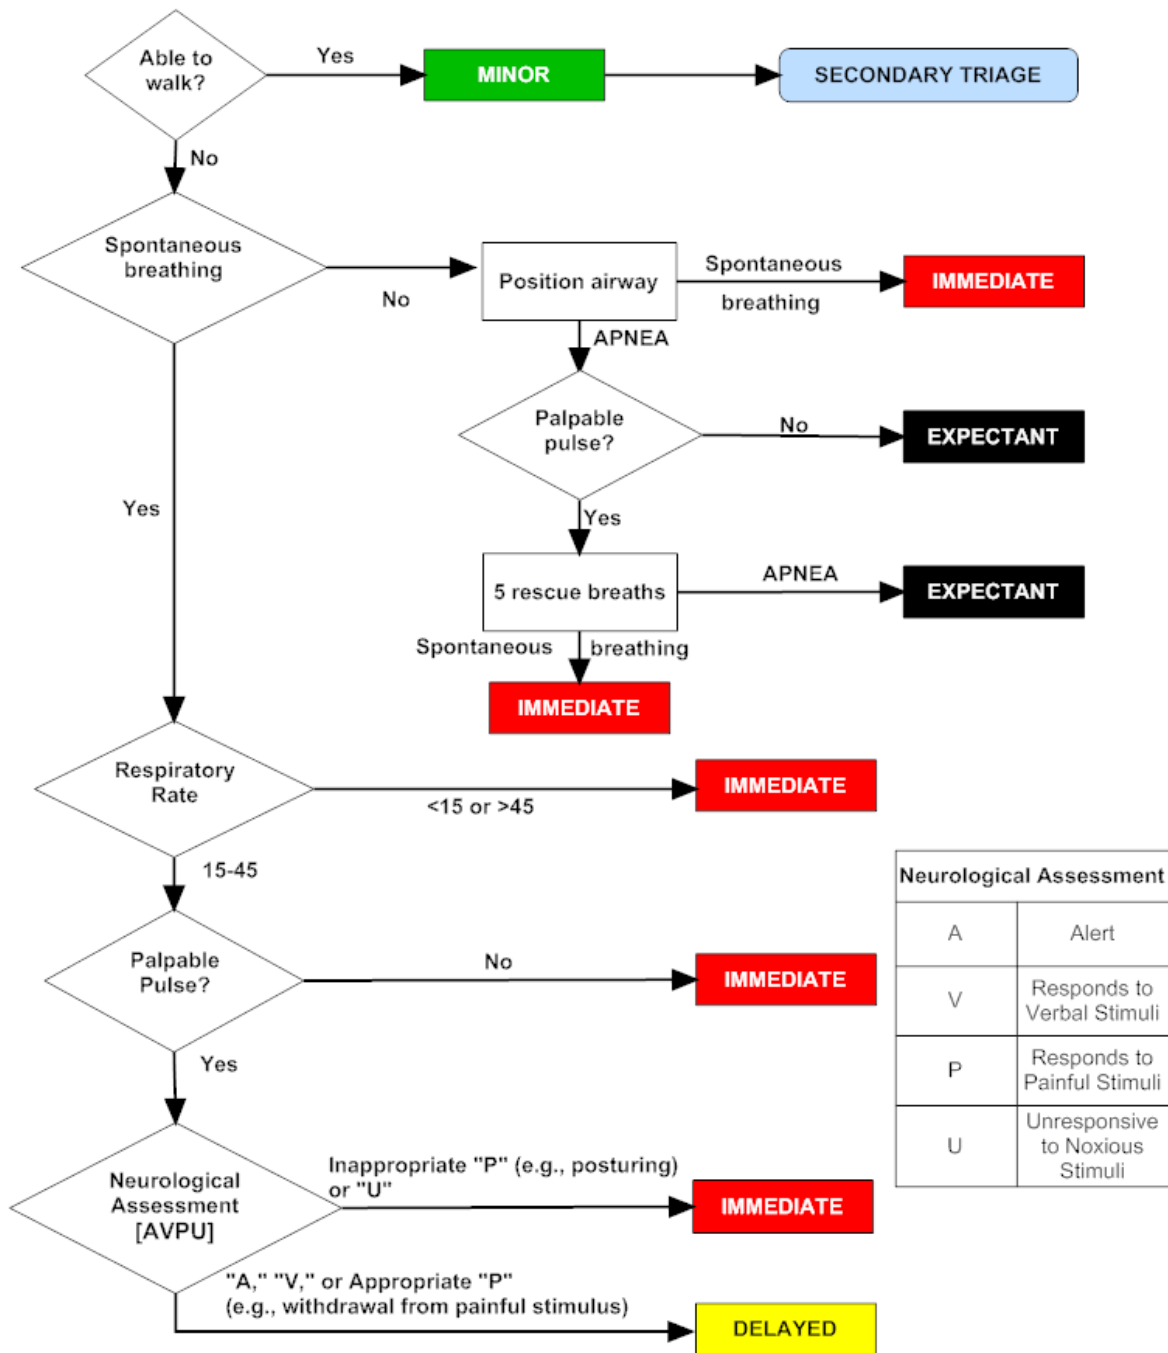 Able to
walk?
Yes
MINOR
SECONDARY TRIAGE
No
Spontaneous
breathing
No
Position airway
Spontaneous
breathing
IMMEDIATE
APNEA
Palpable
pulse?
No
EXPECTANT
Yes
Yes
5 rescue breaths
APNEA
EXPECTANT
Spontaneous breathing
IMMEDIATE
Respiratory
Rate
<15 or >45
IMMEDIATE
15-45
Palpable
Pulse?
No
IMMEDIATE
Yes
Neurological
Assessment
[AVPU]
Inappropriate "P" (e.g., posturing)
or "U"
IMMEDIATE
"A," "V," or Appropriate "P"
(e.g., withdrawal from painful stimulus)
DELAYED
Neurological Assessment
A
Alert
V
Responds to
Verbal Stimuli
P
Responds to
Painful Stimuli
U
Unresponsive
to Noxious
Stimuli